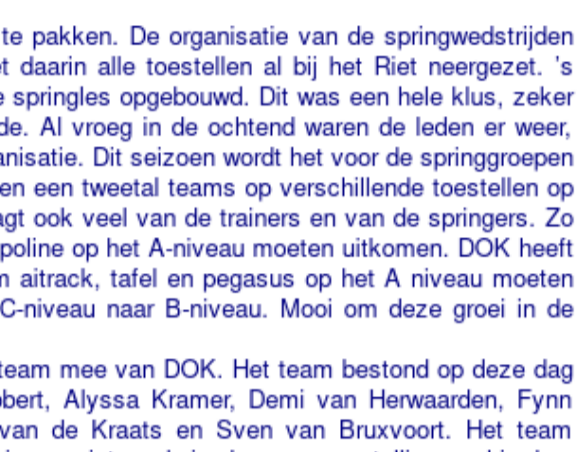 te pakken. De organisatie van de springwedstrijden
daarin alle toestellen al bij het Riet neergezet. 's
springles opgebouwd. Dit was een hele klus, zeker
Al vroeg in de ochtend waren de leden er weer,
Dit seizoen wordt het voor de springgroepen
en een tweetal teams op verschillende toestellen op
ook veel van de trainers en van de springers. Zo
op het A-niveau moeten uitkomen. DOK heeft
aitrack, tafel en pegasus op het A niveau moeten
C-niveau naar B-niveau. Mooi om deze groei in de
team mee van DOK. Het team bestond op deze dag
Alyssa Kramer, Demi van Herwaarden, Fynn
van de Kraats en Sven van Bruxvoort. Het team